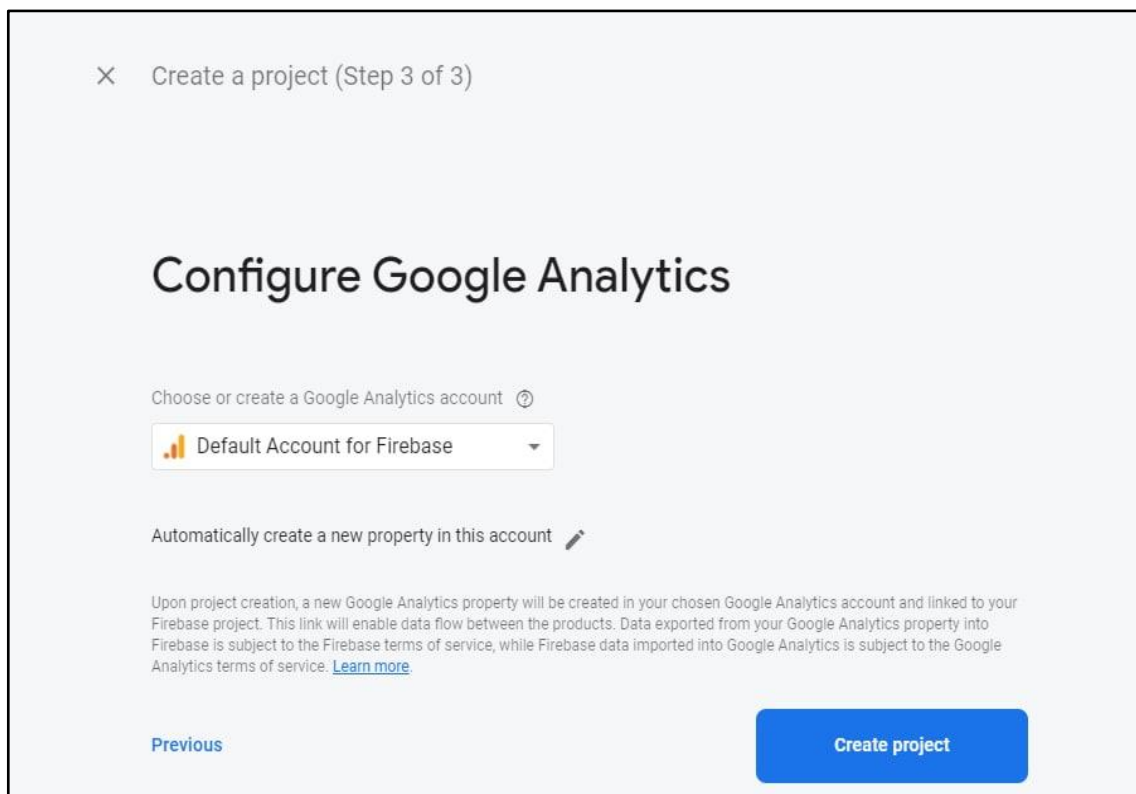 Create a project (Step 3 of 3)
Configure Google Analytics
Choose or create a Google Analytics account
Default Account for Firebase
Automatically create a new property in this account
Upon project creation, a new Google Analytics property will be created in your chosen Google Analytics account and linked to your
Firebase project. This link will enable data flow between the products. Data exported from your Google Analytics property into
Firebase is subject to the Firebase terms of service, while Firebase data imported into Google Analytics is subject to the Google
Analytics terms of service. Learn more.
Previous
Create project